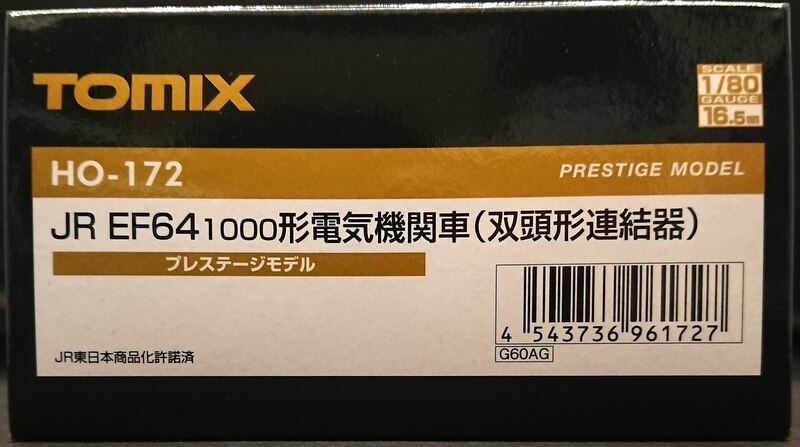 TOMIX
SCALE
1/80
GAUGE
16.5mm
HO-172
PRESTIGE MODEL
JR EF641000形電気機関車(双頭形連結器)
プレステージモデル
4 543736 961727
G60AG
JR東日本商品化許諾済